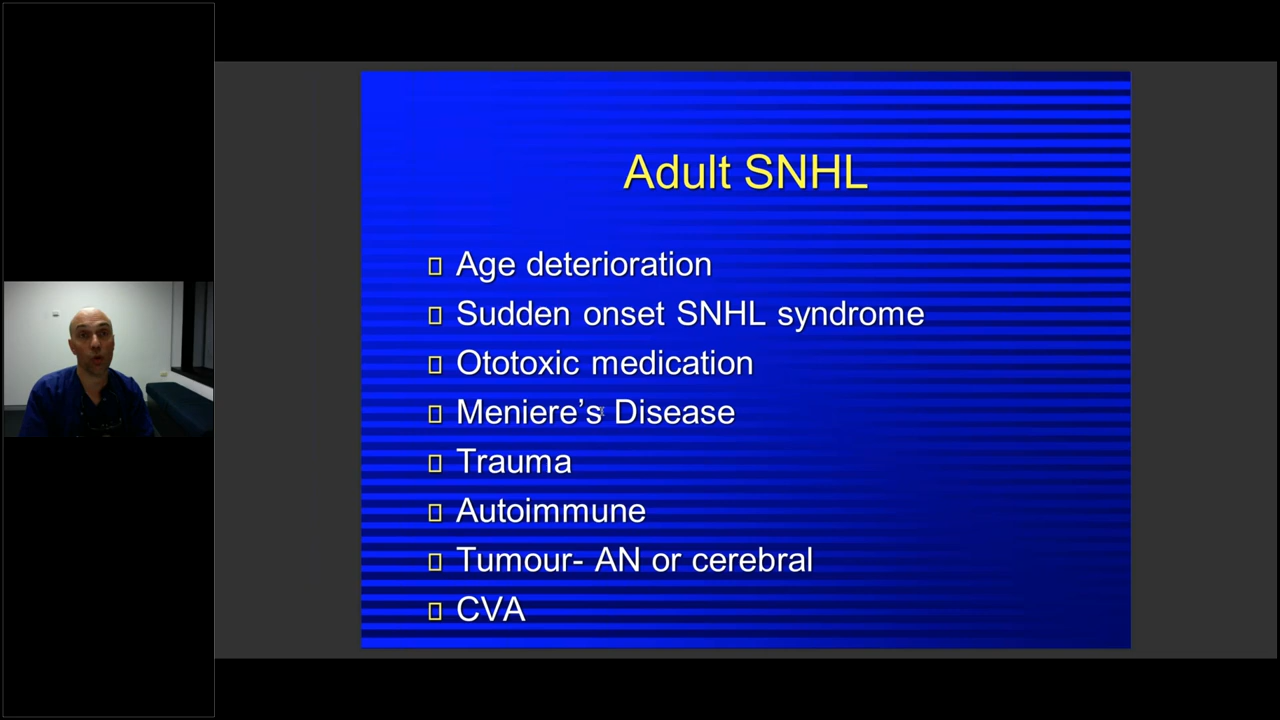 Adult SNHL
Age deterioration
Sudden onset SNHL syndrome
Ototoxic medication
Meniere’s Disease
Trauma
Autoimmune
Tumour- AN or cerebral
CVA